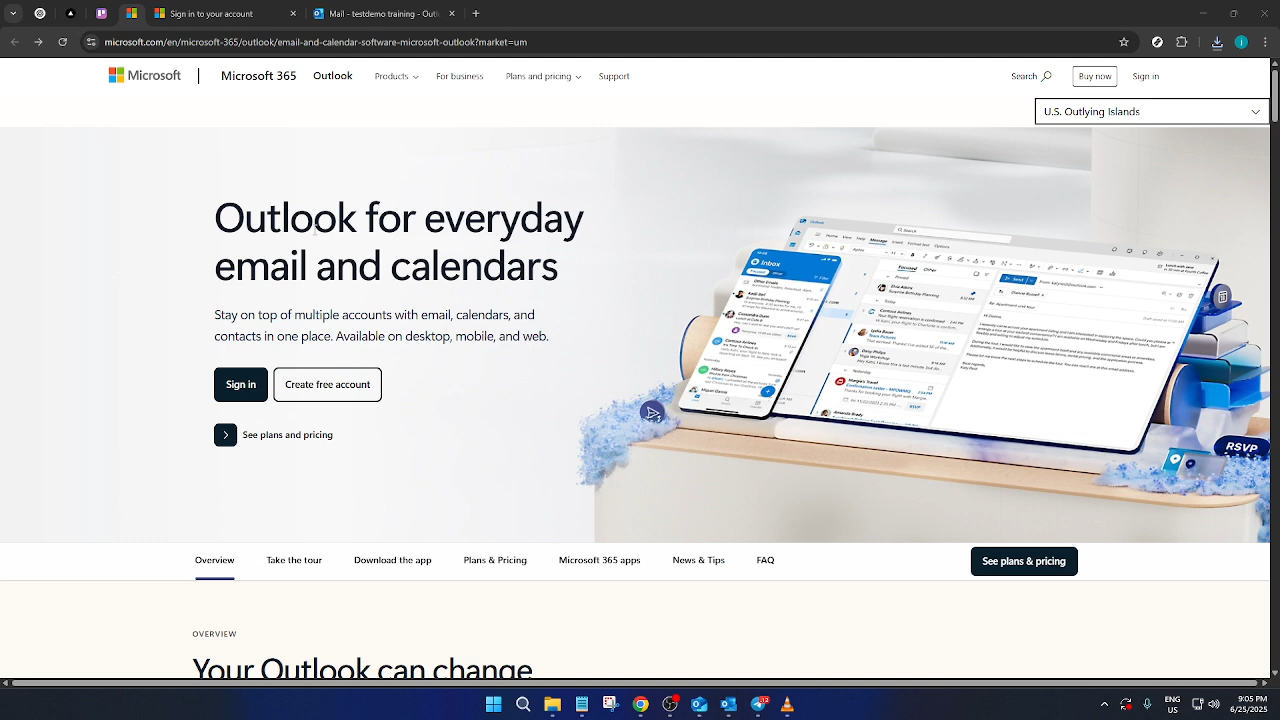 Sign in to your account
Mail - testdemo training - Outl
microsoft.com/en/microsoft-365/outlook/email-and-calendar-software-microsoft-outlook?market=um
Microsoft
Microsoft 365
Outlook
Products
For business
Plans and pricing
Support
Search
Buy now
Sign in
U.S. Outlying Islands
Outlook for everyday
email and calendars
Stay on top of multiple accounts with email, calendars, and
contacts in one place. Available on desktop, mobile, and web.
Sign in
Create free account
See plans and pricing
Inbox
Search
Focused
Other
Send
RSVP
Overview
Take the tour
Download the app
Plans & Pricing
Microsoft 365 apps
News & Tips
FAQ
See plans & pricing
OVERVIEW
Your Outlook can change
ENG
US
9:05 PM
6/25/2025